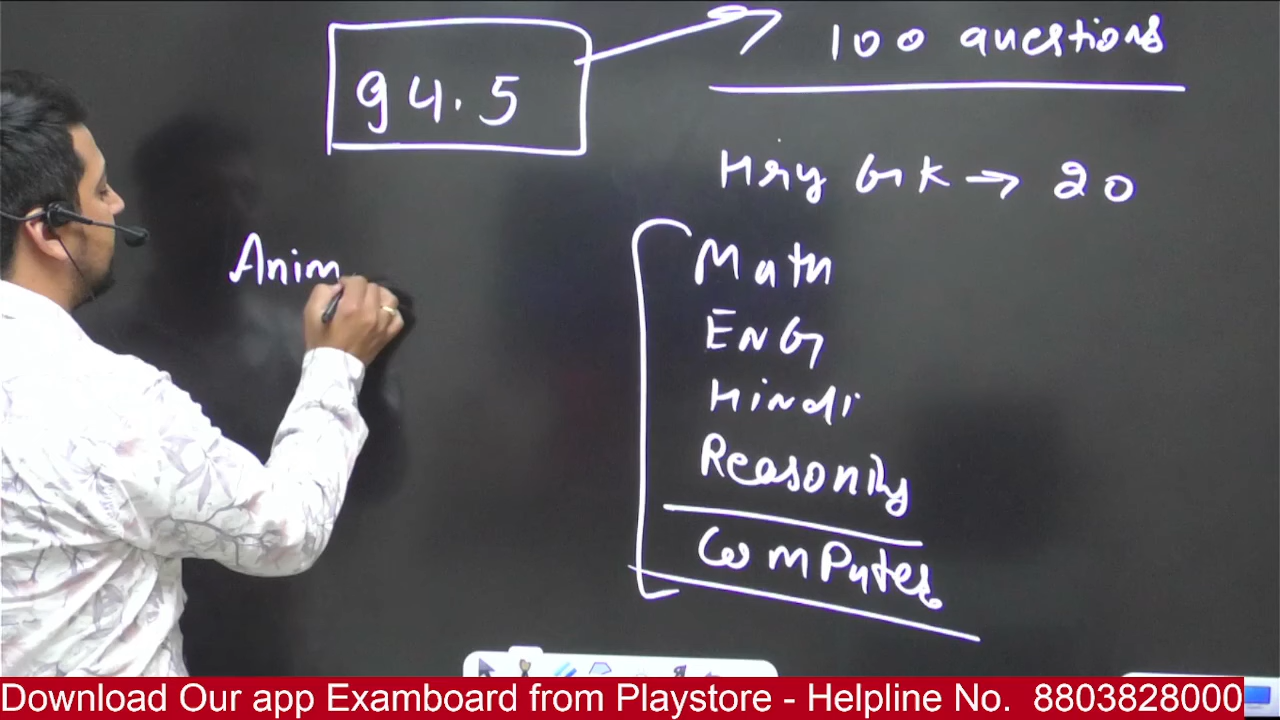 94.5
100 questions
Hry GK → 20
Anim
Math
ENG
Hindi
Reasoning
Computer
Download Our app Examboard from Playstore - Helpline No. 8803828000